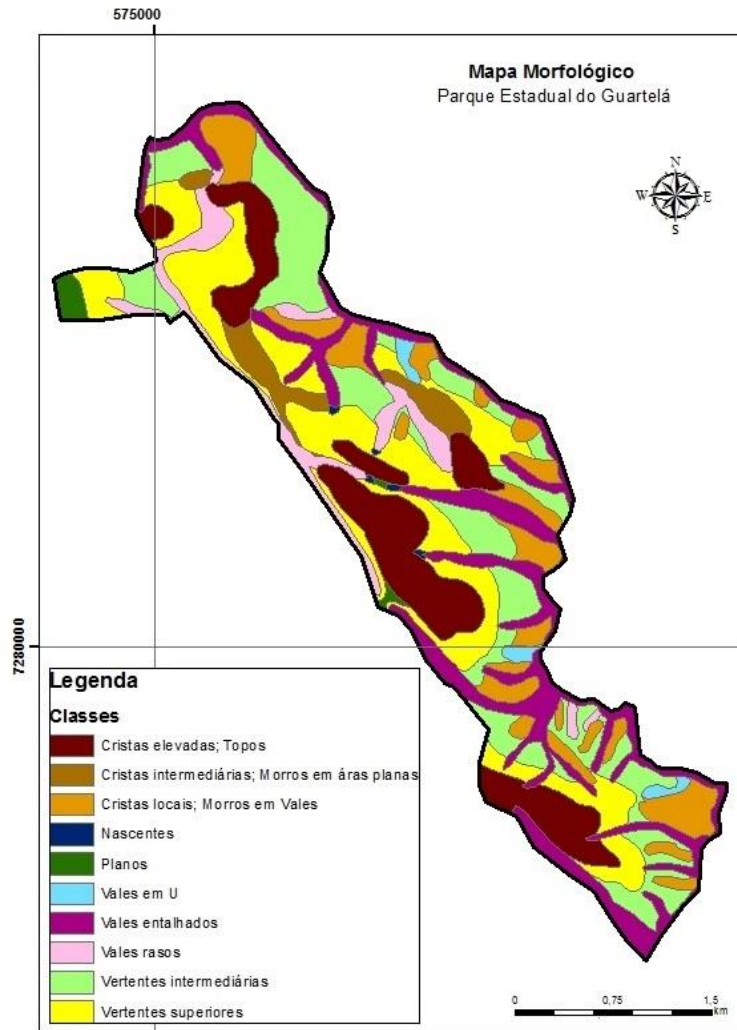 575000
Mapa Morfológico
Parque Estadual do Guartelá
N
W E
S
7280000
Legenda
Classes
Cristas elevadas; Topos
Cristas intermediárias; Morros em áras planas
Cristas locais; Morros em Vales
Nascentes
Planos
Vales em U
Vales entalhados
Vales rasos
Vertentes intermediárias
Vertentes superiores
0 0,75 1,5
km